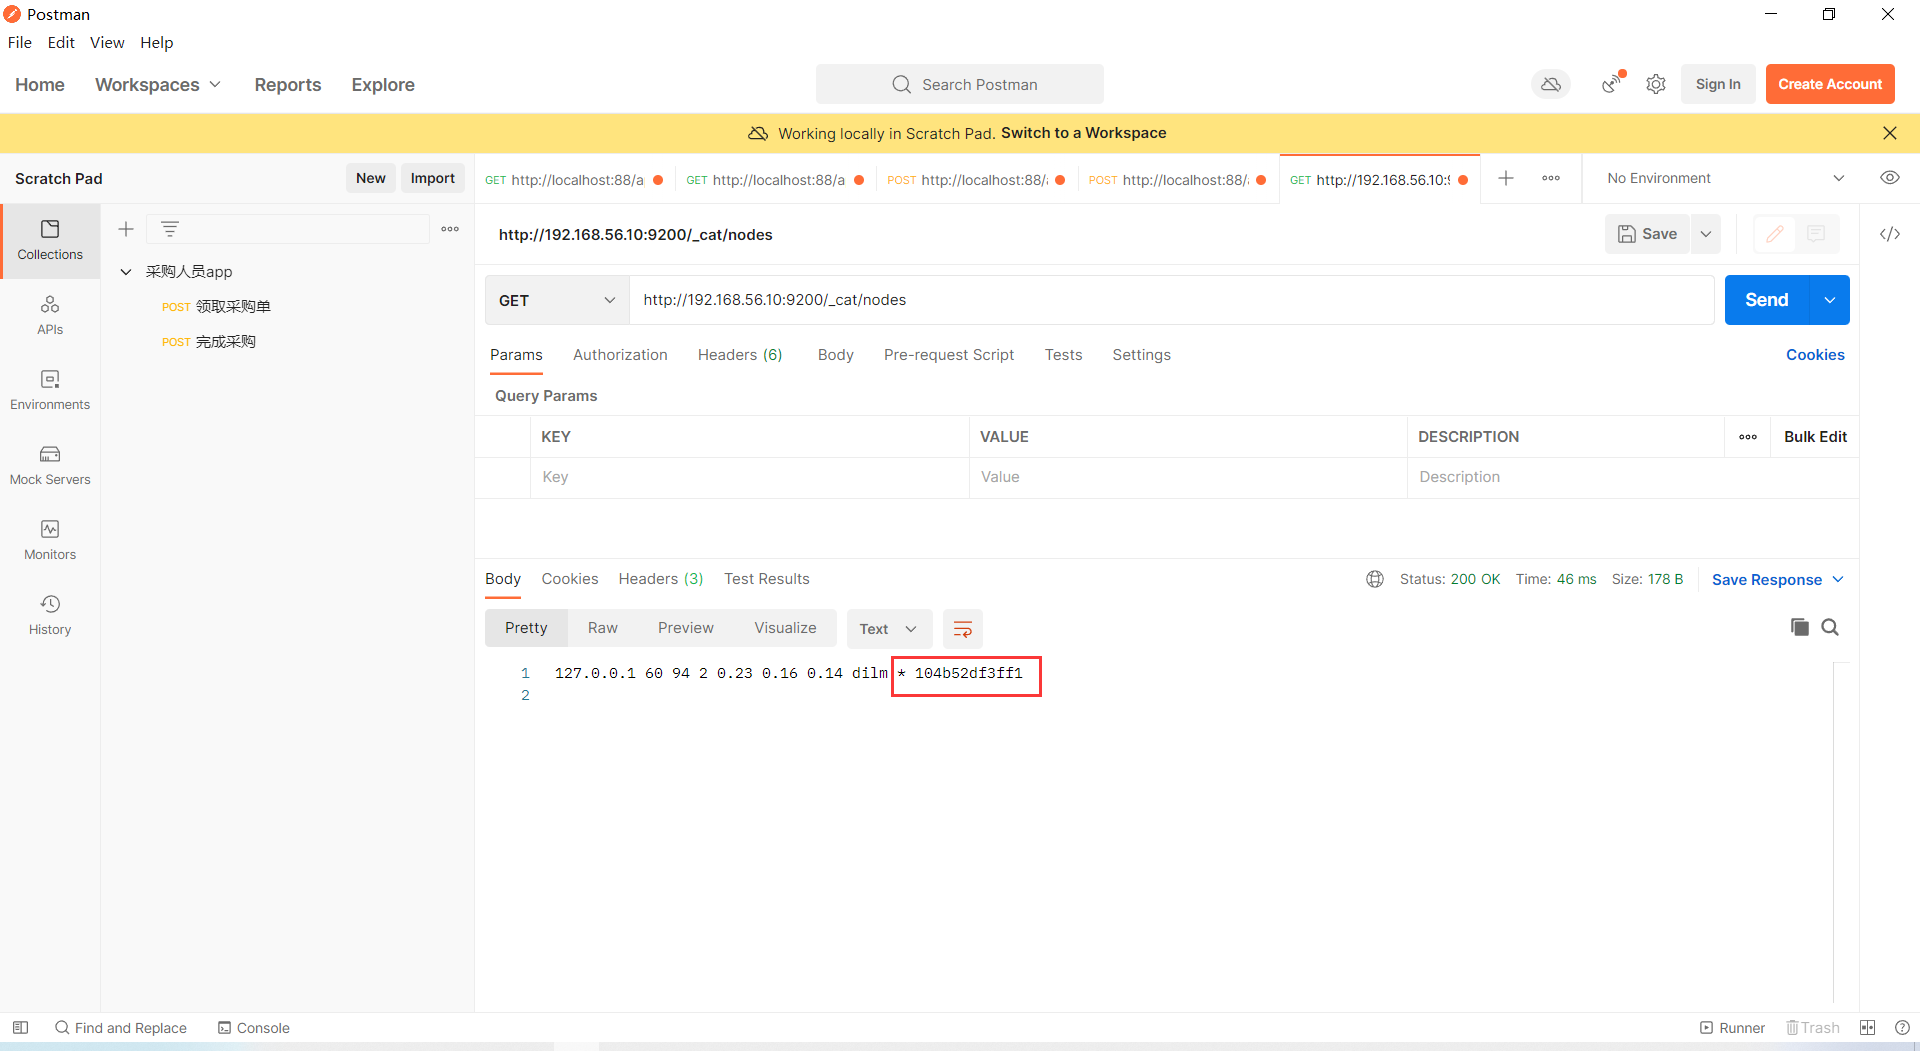 Postman
File Edit View Help
Home Workspaces Reports Explore Search Postman Sign In Create Account
Working locally in Scratch Pad. Switch to a Workspace
Scratch Pad New Import
GET http://localhost:88/a GET http://localhost:88/a POST http://localhost:88/ POST http://localhost:88/ GET http://192.168.56.10: No Environment
Collections
APIs
Environments
Mock Servers
Monitors
History
采购人员app
POST 领取采购单
POST 完成采购
http://192.168.56.10:9200/_cat/nodes Save
GET http://192.168.56.10:9200/_cat/nodes Send
Params Authorization Headers (6) Body Pre-request Script Tests Settings Cookies
Query Params
KEY VALUE DESCRIPTION Bulk Edit
Key Value Description
Body Cookies Headers (3) Test Results Status: 200 OK Time: 46 ms Size: 178 B Save Response
Pretty Raw Preview Visualize Text
1 127.0.0.1 60 94 2 0.23 0.16 0.14 dilm * 104b52df3ff1
2
Find and Replace Console Runner Trash